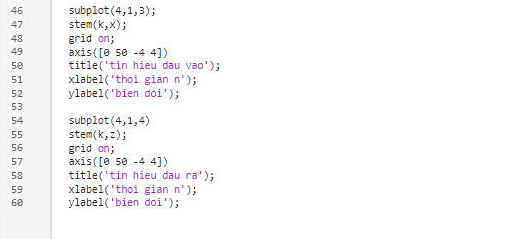 46 subplot(4,1,3);
47 stem(k,x);
48 grid on;
49 axis([0 50 -4 4])
50 title('tin hieu dau vao');
51 xlabel('thoi gian n');
52 ylabel('bien doi');
53
54 subplot(4,1,4)
55 stem(k,z);
56 grid on;
57 axis([0 50 -4 4])
58 title('tin hieu dau ra');
59 xlabel('thoi gian n');
60 ylabel('bien doi');